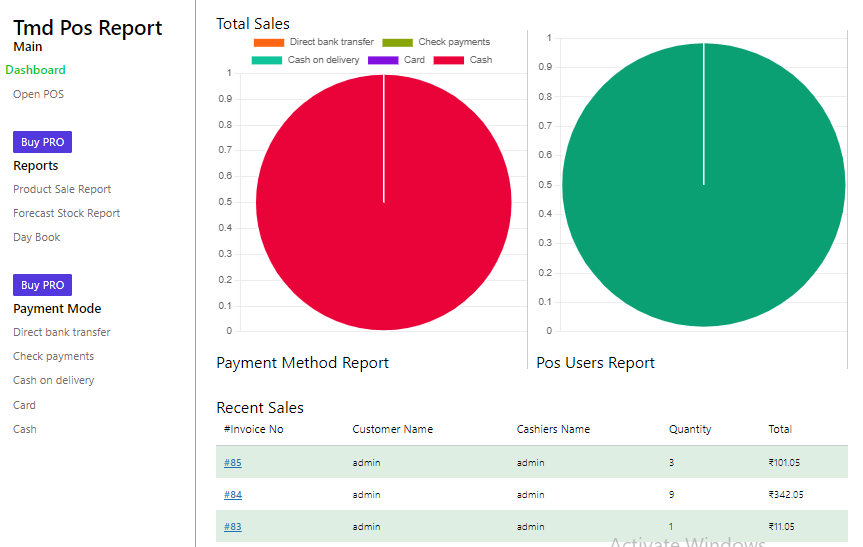 Tmd Pos Report
Main
Dashboard
Open POS
Buy PRO
Reports
Product Sale Report
Forecast Stock Report
Day Book
Buy PRO
Payment Mode
Direct bank transfer
Check payments
Cash on delivery
Card
Cash
Total Sales
Direct bank transfer Check payments
Cash on delivery Card Cash
1
0.9
0.8
0.7
0.6
0.5
0.4
0.3
0.2
0.1
0
Payment Method Report
1
0.9
0.8
0.7
0.6
0.5
0.4
0.3
0.2
0.1
0
Pos Users Report
Recent Sales
#Invoice No Customer Name Cashiers Name Quantity Total
#85 admin admin 3 ₹101.05
#84 admin admin 9 ₹342.05
#83 admin admin 1 ₹11.05
Activate Windows